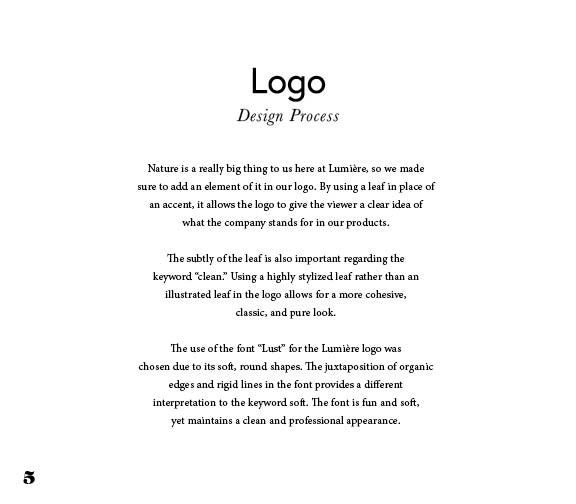 Logo
Design Process
Nature is a really big thing to us here at Lumière, so we made
sure to add an element of it in our logo. By using a leaf in place of
an accent, it allows the logo to give the viewer a clear idea of
what the company stands for in our products.
The subtly of the leaf is also important regarding the
keyword “clean.” Using a highly stylized leaf rather than an
illustrated leaf in the logo allows for a more cohesive,
classic, and pure look.
The use of the font “Lust” for the Lumière logo was
chosen due to its soft, round shapes. The juxtaposition of organic
edges and rigid lines in the font provides a different
interpretation to the keyword soft. The font is fun and soft,
yet maintains a clean and professional appearance.
5